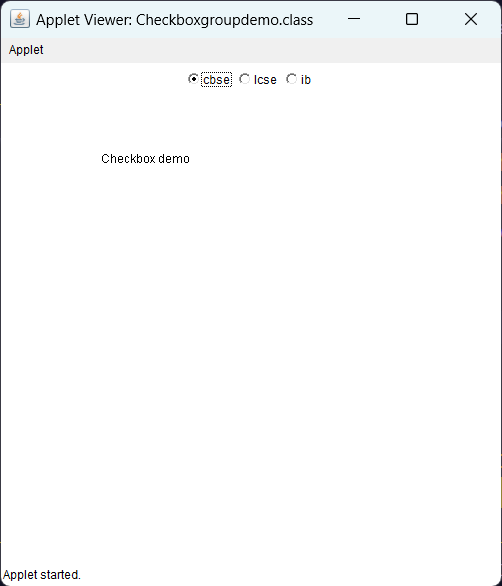 Applet Viewer: Checkboxgroupdemo.class
Applet
cbse Icse ib
Checkbox demo
Applet started.